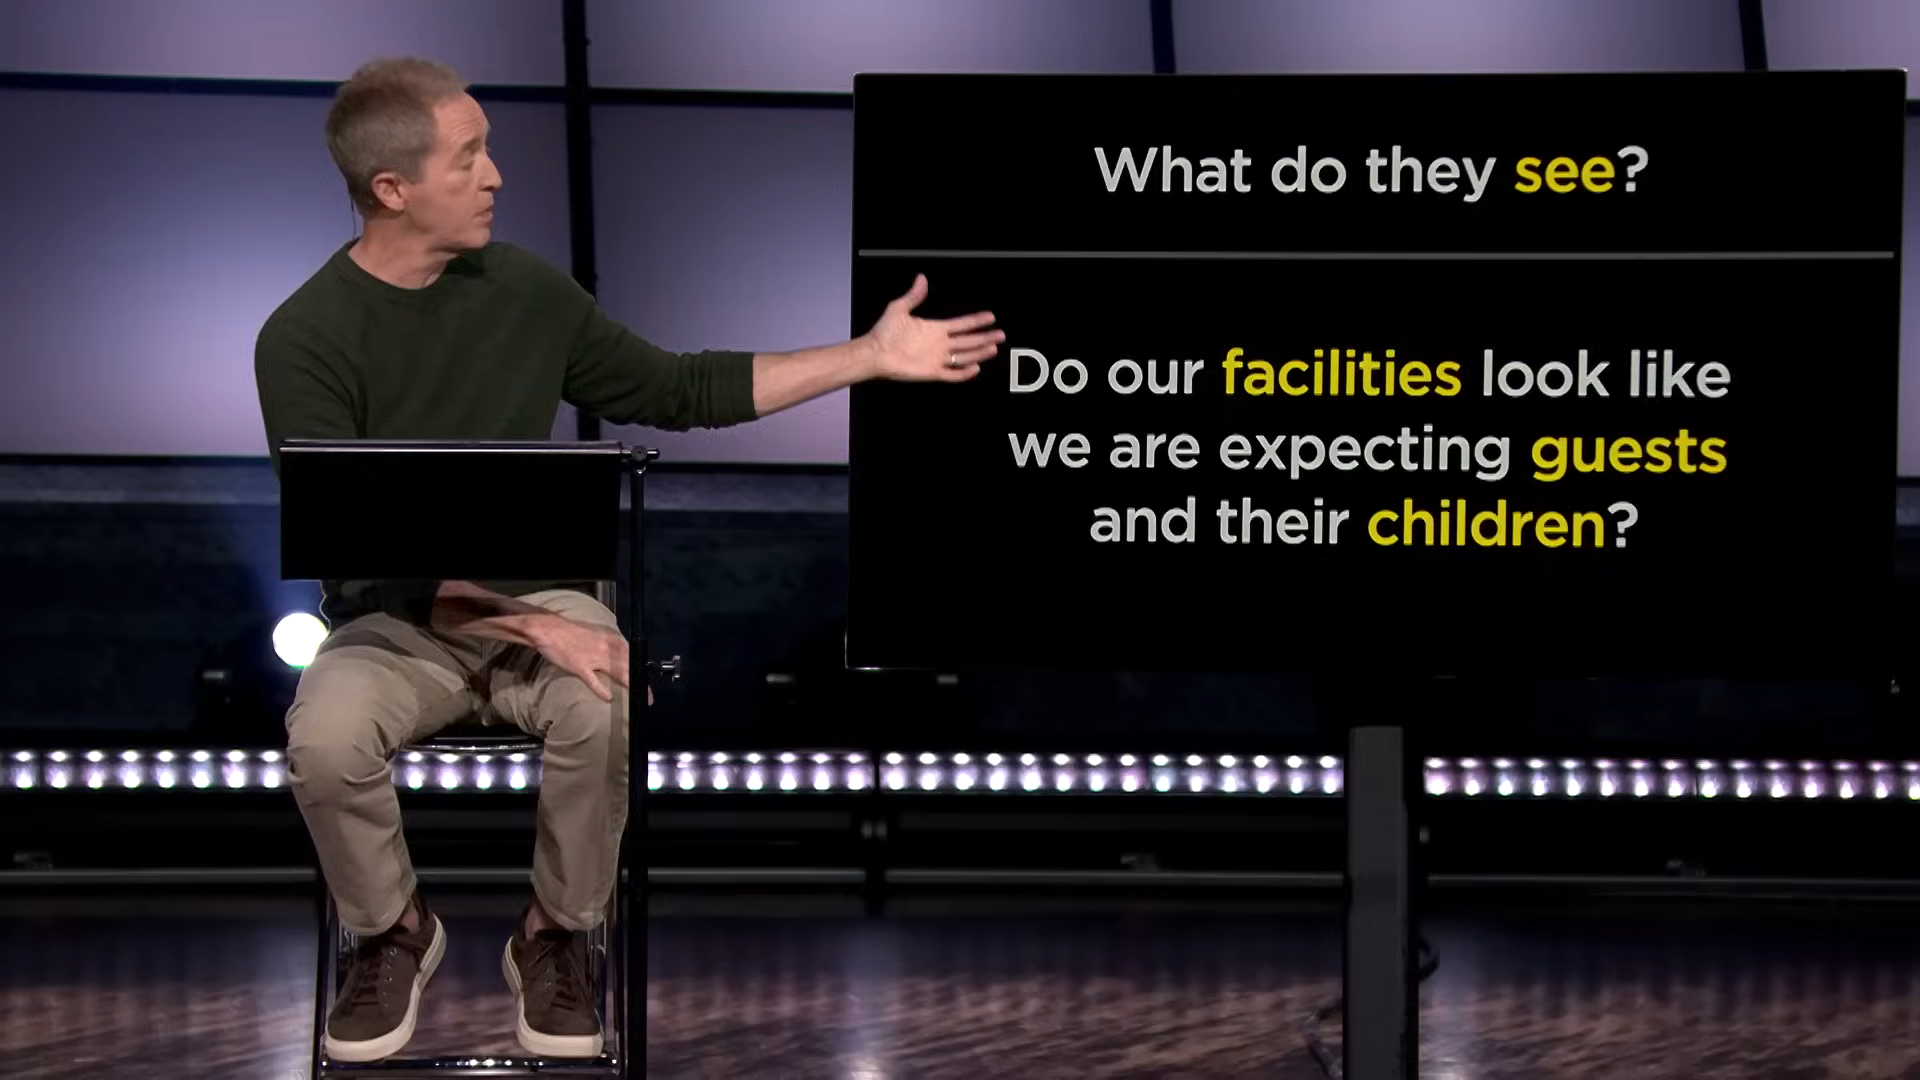 What do they see?
Do our facilities look like
we are expecting guests
and their children?